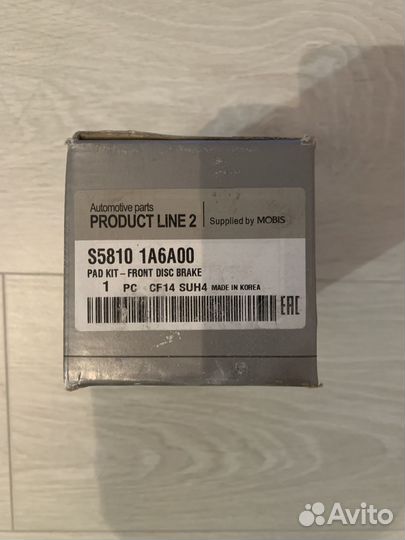 Automotive parts
PRODUCT LINE 2
Supplied by MOBIS
S5810 1A6A00
PAD KIT-FRONT DISC BRAKE
1 PC CF14 SUH4 MADE IN KOREA
EAC
Avito